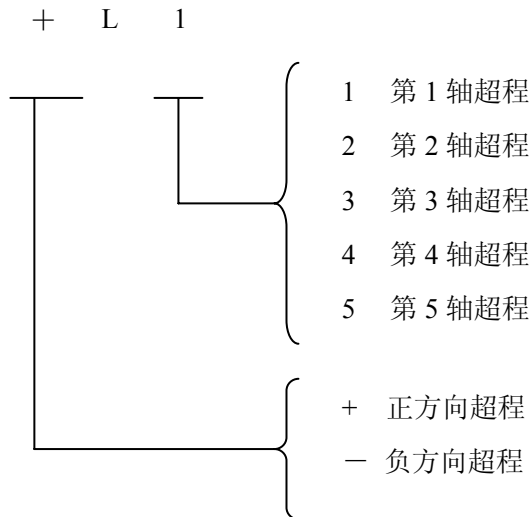 ＋ L 1
1 第 1 轴超程
2 第 2 轴超程
3 第 3 轴超程
4 第 4 轴超程
5 第 5 轴超程
+ 正方向超程
－ 负方向超程